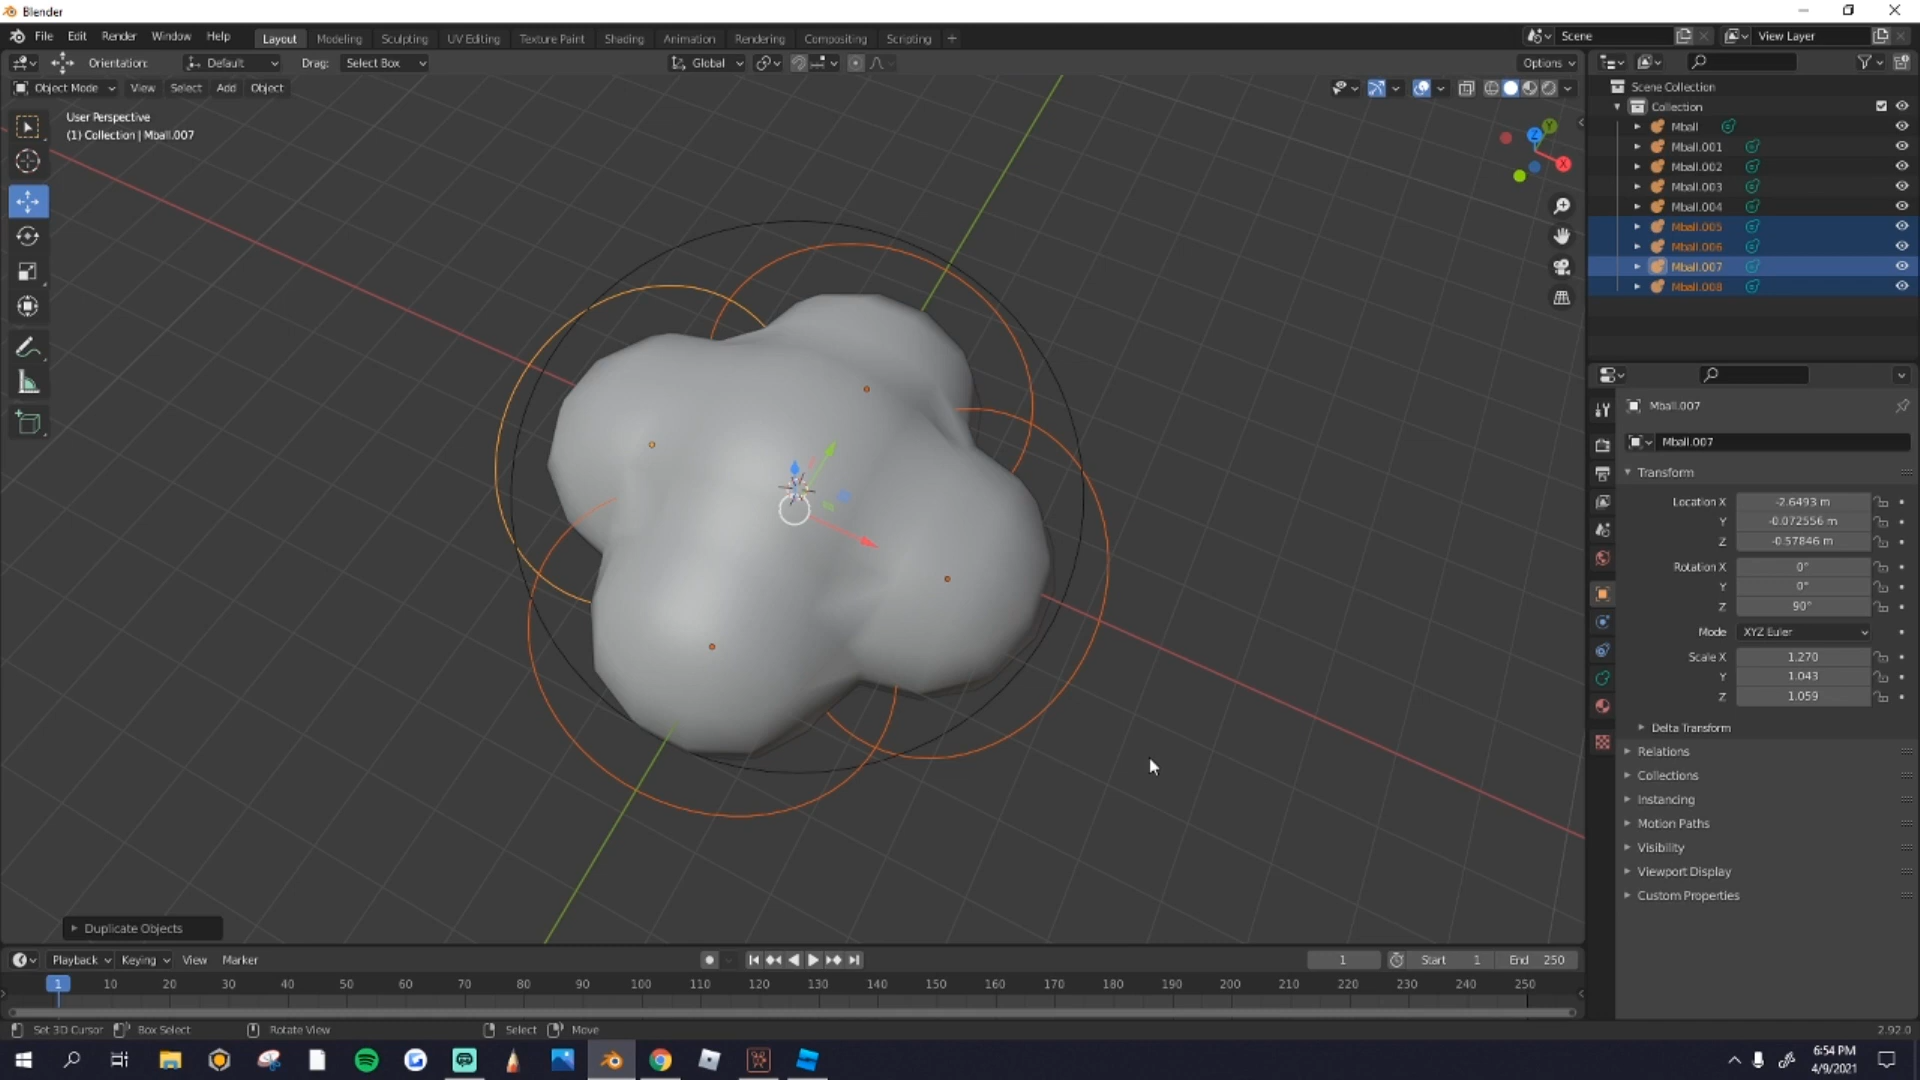 Blender
File Edit Render Window Help Layout Modeling Sculpting UV Editing Texture Paint Shading Animation Rendering Compositing Scripting + Scene View Layer
Orientation: Default Drag: Select Box Global Options
Object Mode View Select Add Object
User Perspective
(1) Collection | Mball.007
Z Y X
Scene Collection
Collection
Mball
Mball.001
Mball.002
Mball.003
Mball.004
Mball.005
Mball.006
Mball.007
Mball.008
Mball.007
Mball.007
Transform
Location X -2.6493 m
Y -0.072556 m
Z -0.57846 m
Rotation X 0°
Y 0°
Z 90°
Mode XYZ Euler
Scale X 1.270
Y 1.043
Z 1.059
Delta Transform
Relations
Collections
Instancing
Motion Paths
Visibility
Viewport Display
Custom Properties
Duplicate Objects
Playback Keying View Marker 1 Start 1 End 250
1 10 20 30 40 50 60 70 80 90 100 110 120 130 140 150 160 170 180 190 200 210 220 230 240 250
Set 3D Cursor Box Select Rotate View Select Move 2.92.0
6:54 PM
4/9/2021